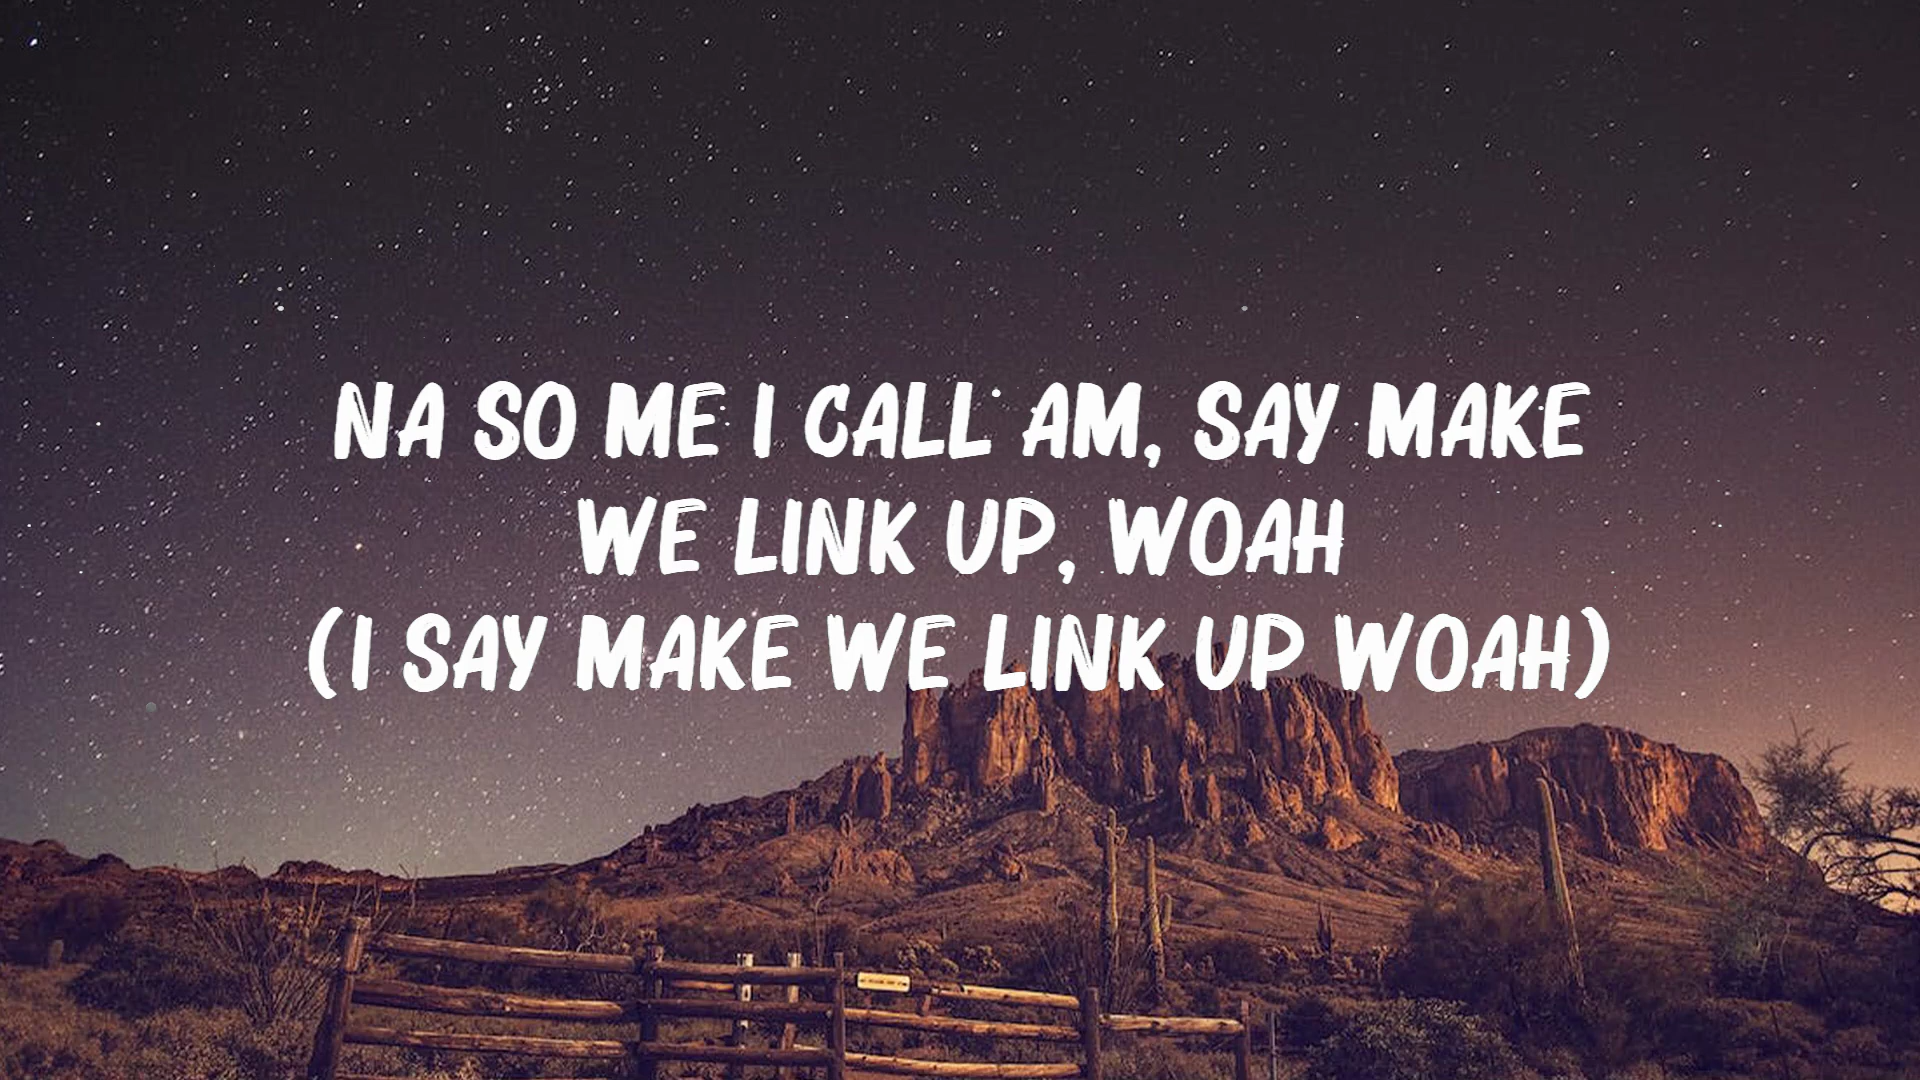 NA SO ME I CALL AM, SAY MAKE
WE LINK UP, WOAH
(I SAY MAKE WE LINK UP WOAH)